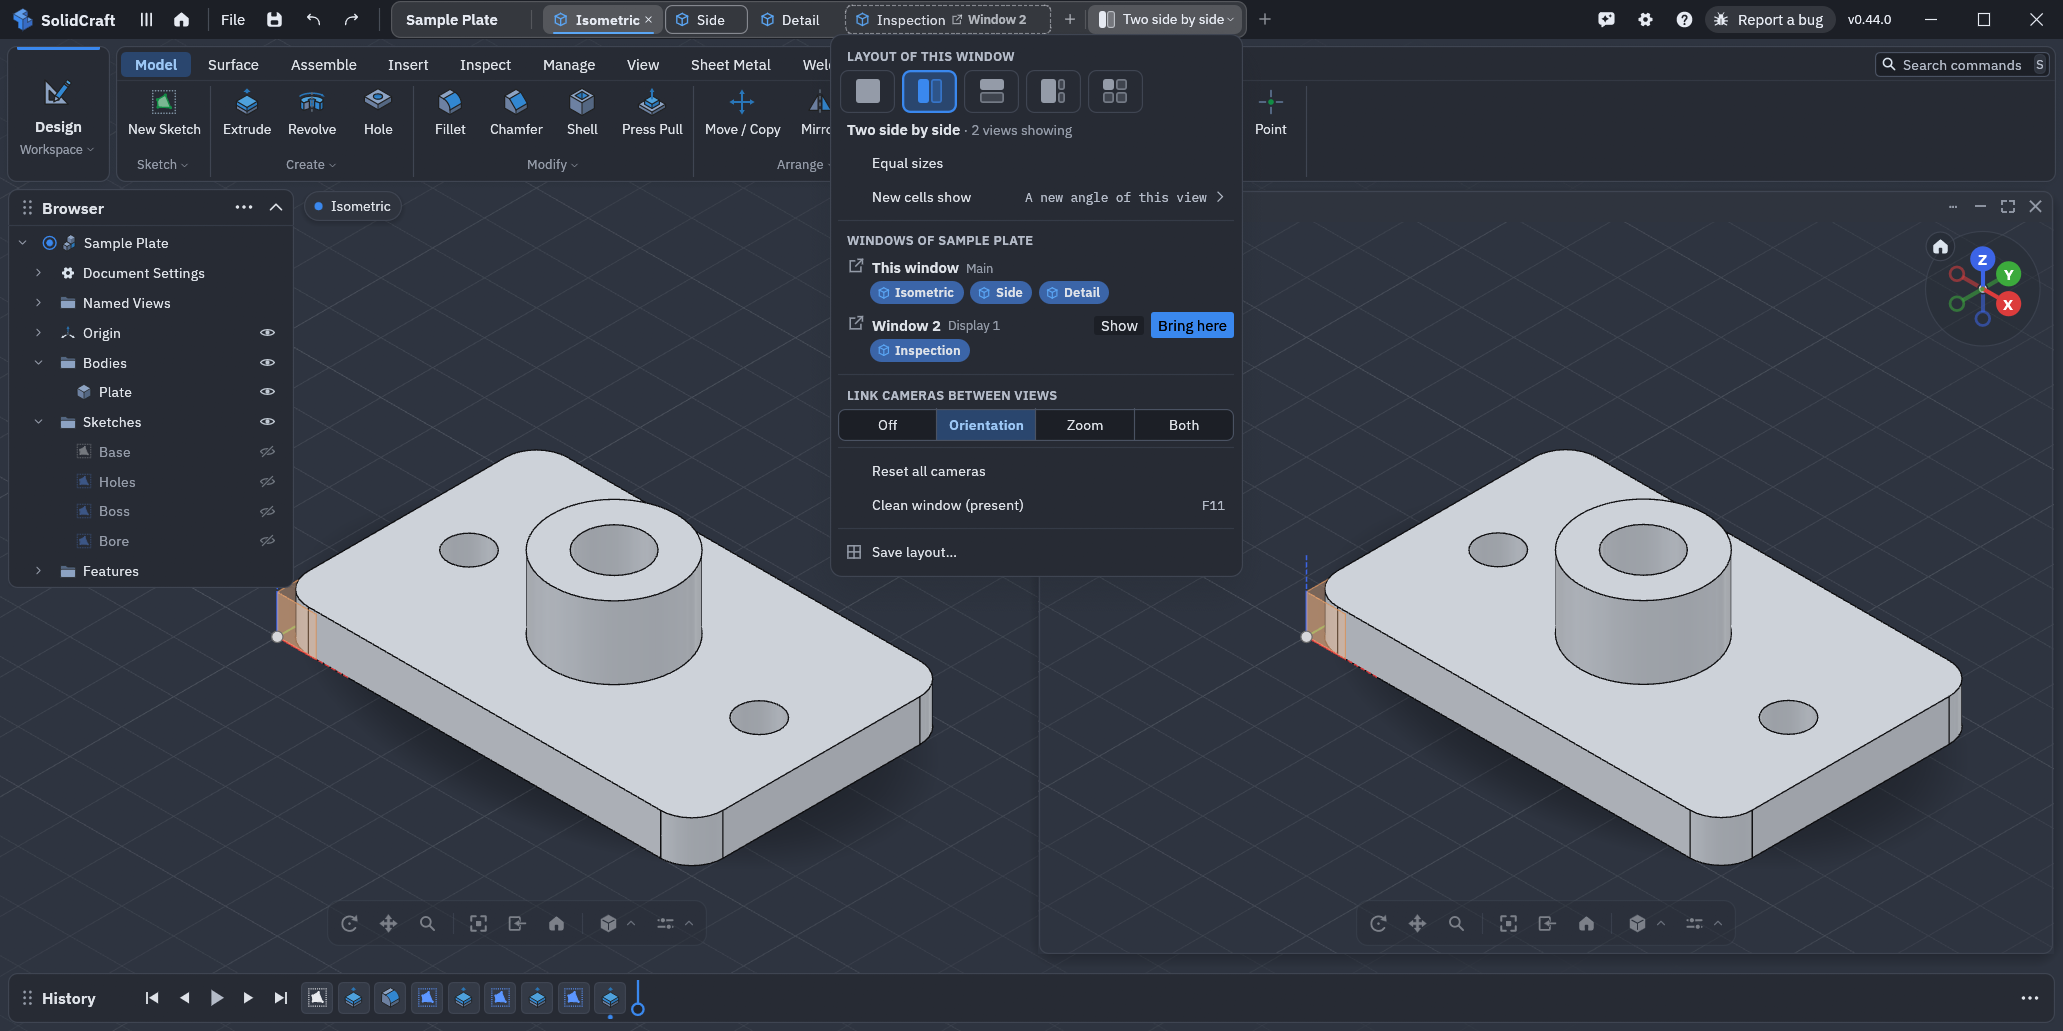 SolidCraft File Sample Plate Isometric Side Detail Inspection Window 2 Two side by side Report a bug v0.44.0
Model Surface Assemble Insert Inspect Manage View Sheet Metal Search commands S
New Sketch Extrude Revolve Hole Fillet Chamfer Shell Press Pull Move / Copy Point
Design
Workspace
Sketch Create Modify Arrange
LAYOUT OF THIS WINDOW
Two side by side · 2 views showing
Equal sizes
New cells show A new angle of this view
WINDOWS OF SAMPLE PLATE
This window Main
Isometric Side Detail
Window 2 Display 1 Show Bring here
Inspection
LINK CAMERAS BETWEEN VIEWS
Off Orientation Zoom Both
Reset all cameras
Clean window (present) F11
Save layout...
Browser
Sample Plate
Document Settings
Named Views
Origin
Bodies
Plate
Sketches
Base
Holes
Boss
Bore
Features
Isometric
Z
Y
X
History